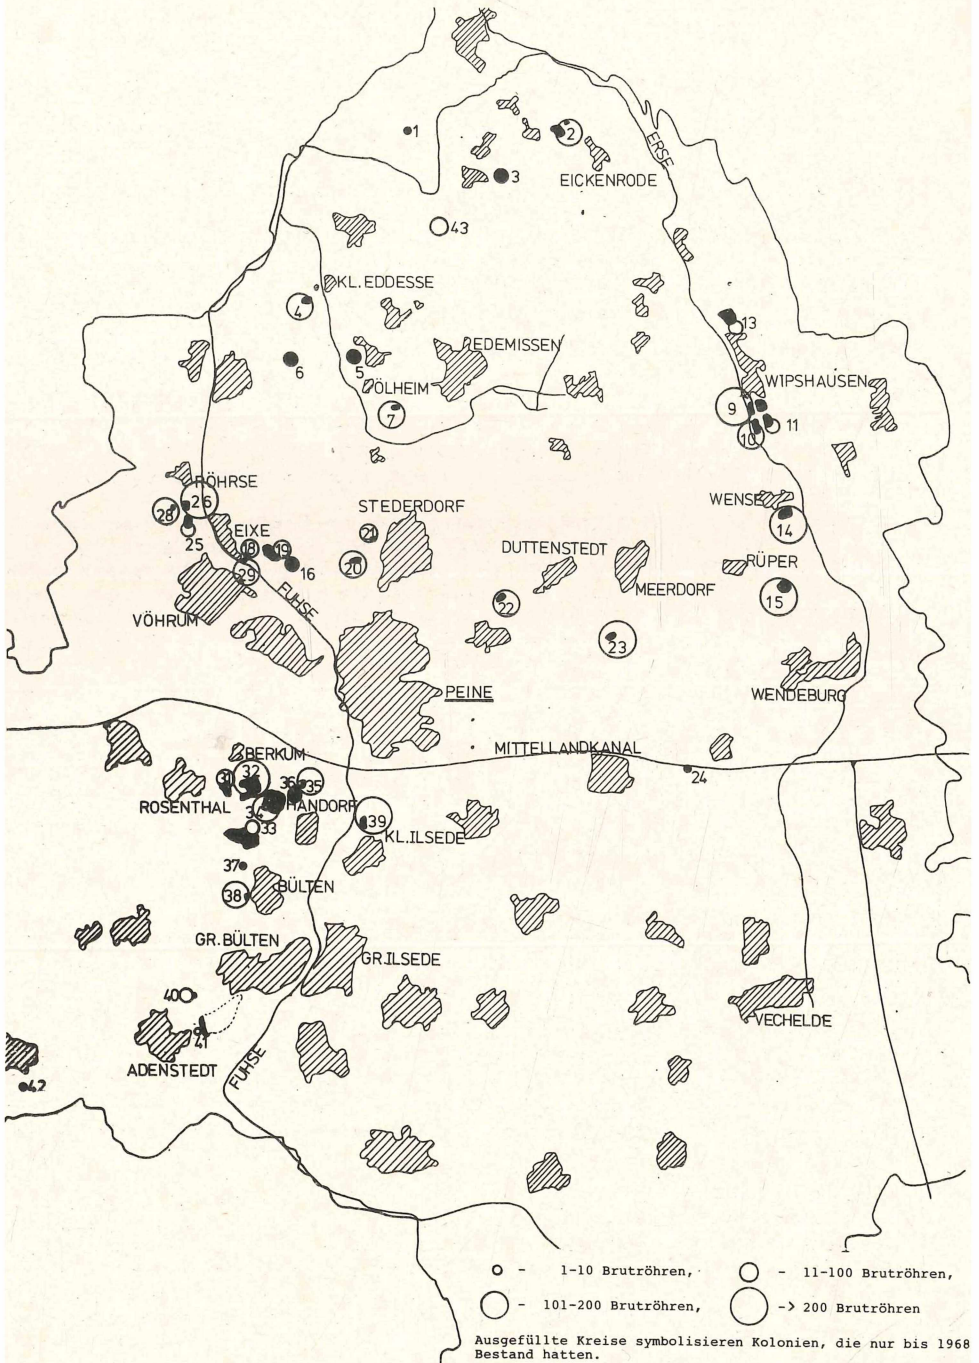 1
2
ERSE
3
EICKENRODE
43
KL.EDDESSE
4
13
EDEMISSEN
6
5
ÖLHEIM
WIPSHAUSEN
7
9
11
10
RÖHRSE
26
28
STEDERDORF
WENSE
25
EIXE
21
14
18
19
DUTTENSTEDT
29
16
20
RÜPER
MEERDORF
FUHSE
22
15
VÖHRUM
23
PEINE
WENDEBURG
MITTELLANDKANAL
BERKUM
31
32
36
35
24
ROSENTHAL
HANDORF
34
33
39
KL.ILSEDE
37
38
BÜLTEN
GR.BÜLTEN
GR.ILSEDE
40
41
VECHELDE
ADENSTEDT
FUHSE
42
- 1-10 Brutröhren, - 11-100 Brutröhren,
- 101-200 Brutröhren, -> 200 Brutröhren
Ausgefüllte Kreise symbolisieren Kolonien, die nur bis 1968
Bestand hatten.